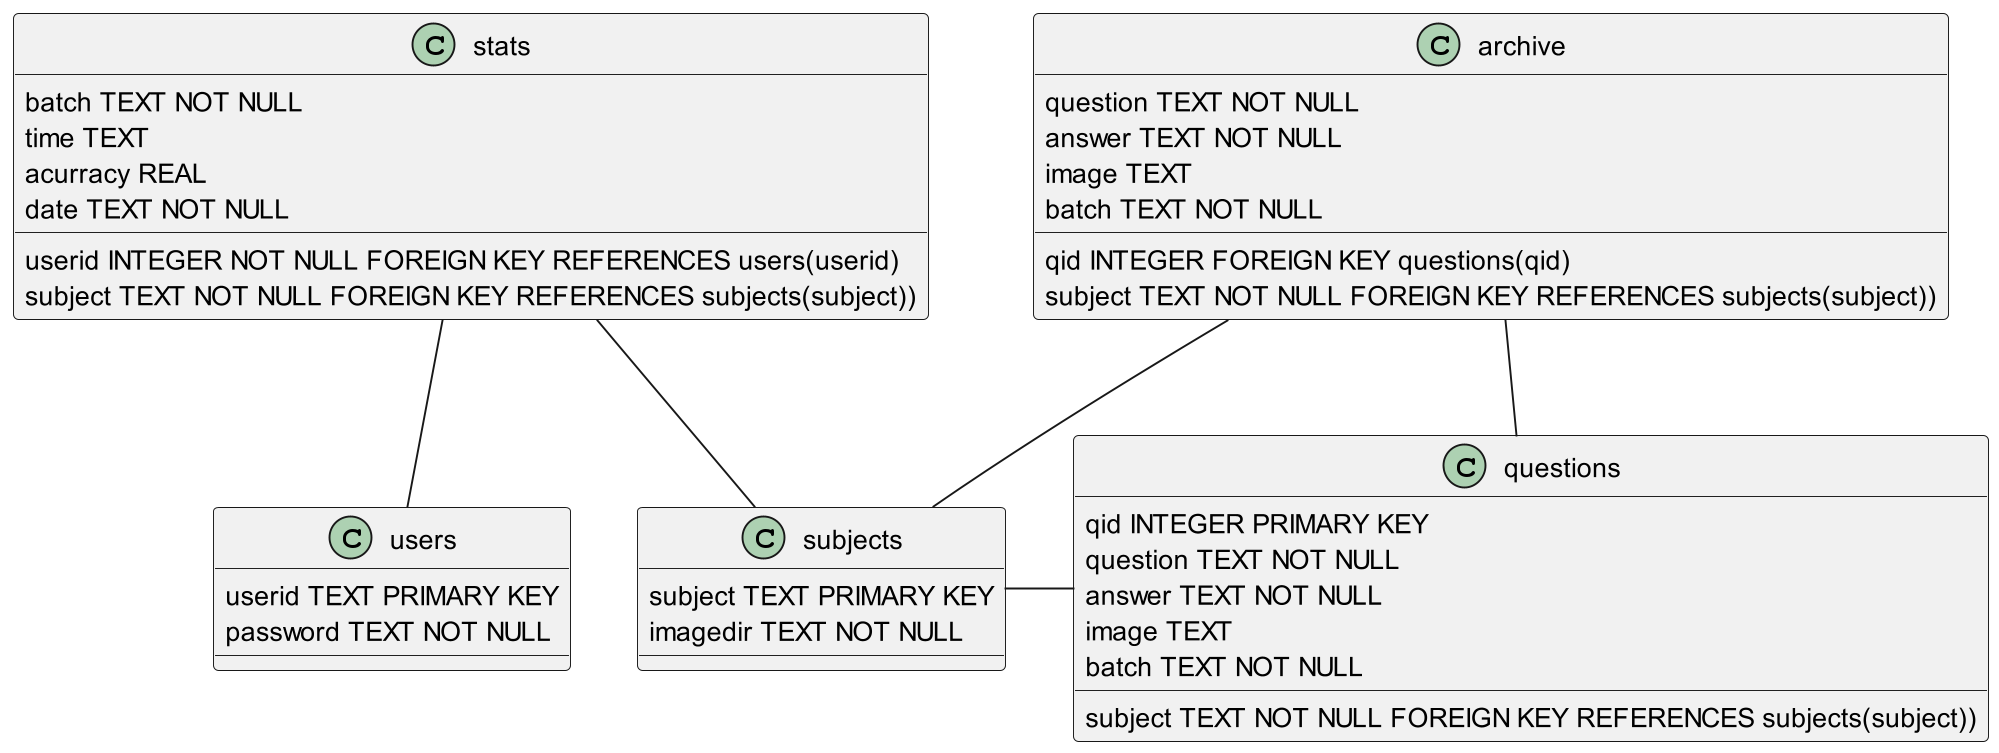 C stats
batch TEXT NOT NULL
time TEXT
acurracy REAL
date TEXT NOT NULL
userid INTEGER NOT NULL FOREIGN KEY REFERENCES users(userid)
subject TEXT NOT NULL FOREIGN KEY REFERENCES subjects(subject))
C archive
question TEXT NOT NULL
answer TEXT NOT NULL
image TEXT
batch TEXT NOT NULL
qid INTEGER FOREIGN KEY questions(qid)
subject TEXT NOT NULL FOREIGN KEY REFERENCES subjects(subject))
C users
userid TEXT PRIMARY KEY
password TEXT NOT NULL
C subjects
subject TEXT PRIMARY KEY
imagedir TEXT NOT NULL
C questions
qid INTEGER PRIMARY KEY
question TEXT NOT NULL
answer TEXT NOT NULL
image TEXT
batch TEXT NOT NULL
subject TEXT NOT NULL FOREIGN KEY REFERENCES subjects(subject))